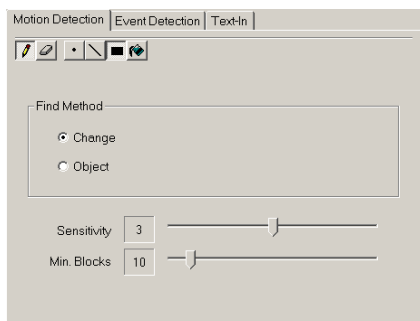 Motion Detection Event Detection Text-In
Find Method
Change
Object
Sensitivity 3
Min. Blocks 10